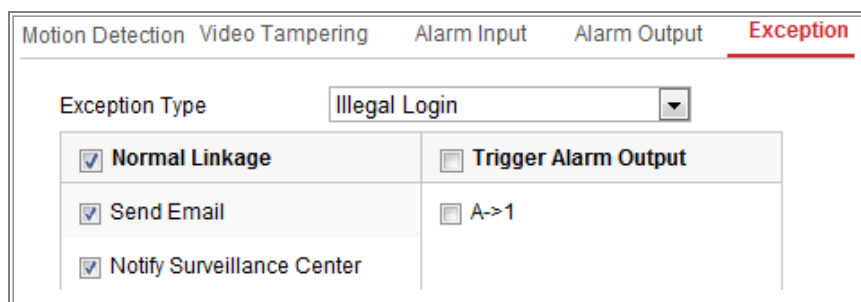 Motion Detection Video Tampering Alarm Input Alarm Output Exception
Exception Type Illegal Login
Normal Linkage Trigger Alarm Output
Send Email A->1
Notify Surveillance Center